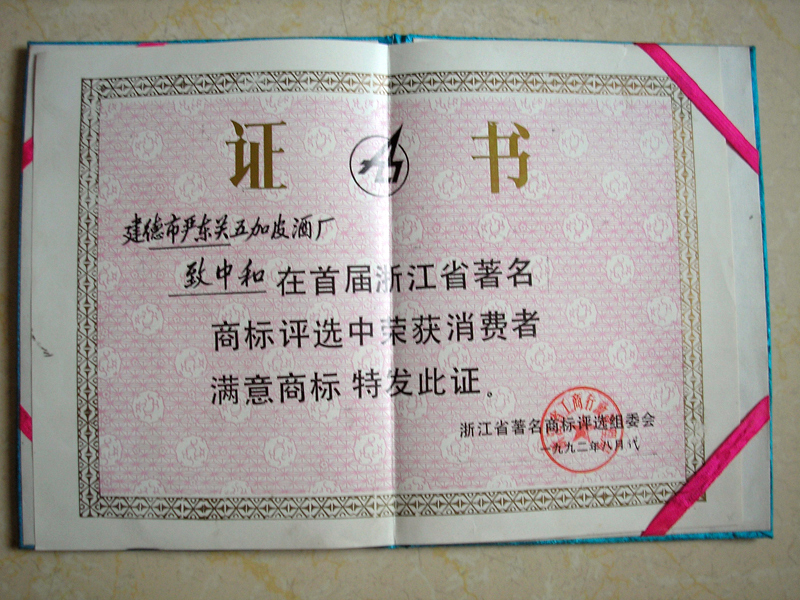 证书
建德市严东关五加皮酒厂
致中和在首届浙江省著名
商标评选中荣获消费者
满意商标 特发此证。
浙江省著名商标评选组委会
一九九二年八月
工商行